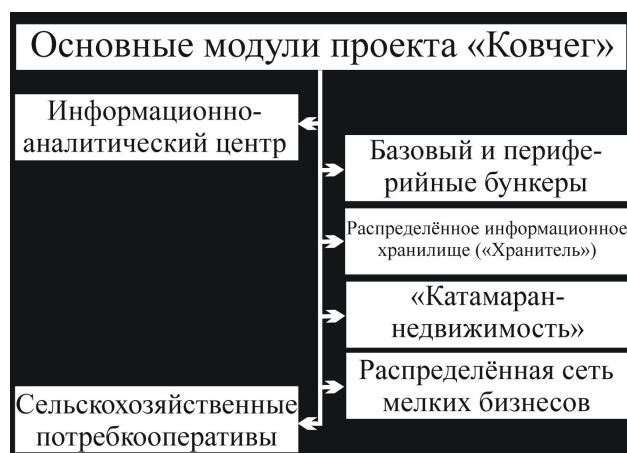 Основные модули проекта «Ковчег»
Информационно-
аналитический центр
Базовый и перифе-
рийные бункеры
Распределённое информационное
хранилище («Хранитель»)
«Катамаран-
недвижимость»
Распределённая сеть
мелких бизнесов
Сельскохозяйственные
потребкооперативы